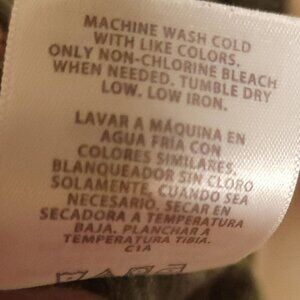 MACHINE WASH COLD
WITH LIKE COLORS.
ONLY NON-CHLORINE BLEACH
WHEN NEEDED. TUMBLE DRY
LOW. LOW IRON.
LAVAR A MÁQUINA EN
AGUA FRÍA CON
COLORES SIMILARES.
BLANQUEADOR SIN CLORO
SOLAMENTE, CUANDO SEA
NECESARIO. SECAR EN
SECADORA A TEMPERATURA
BAJA. PLANCHAR A
TEMPERATURA TIBIA.
C1A